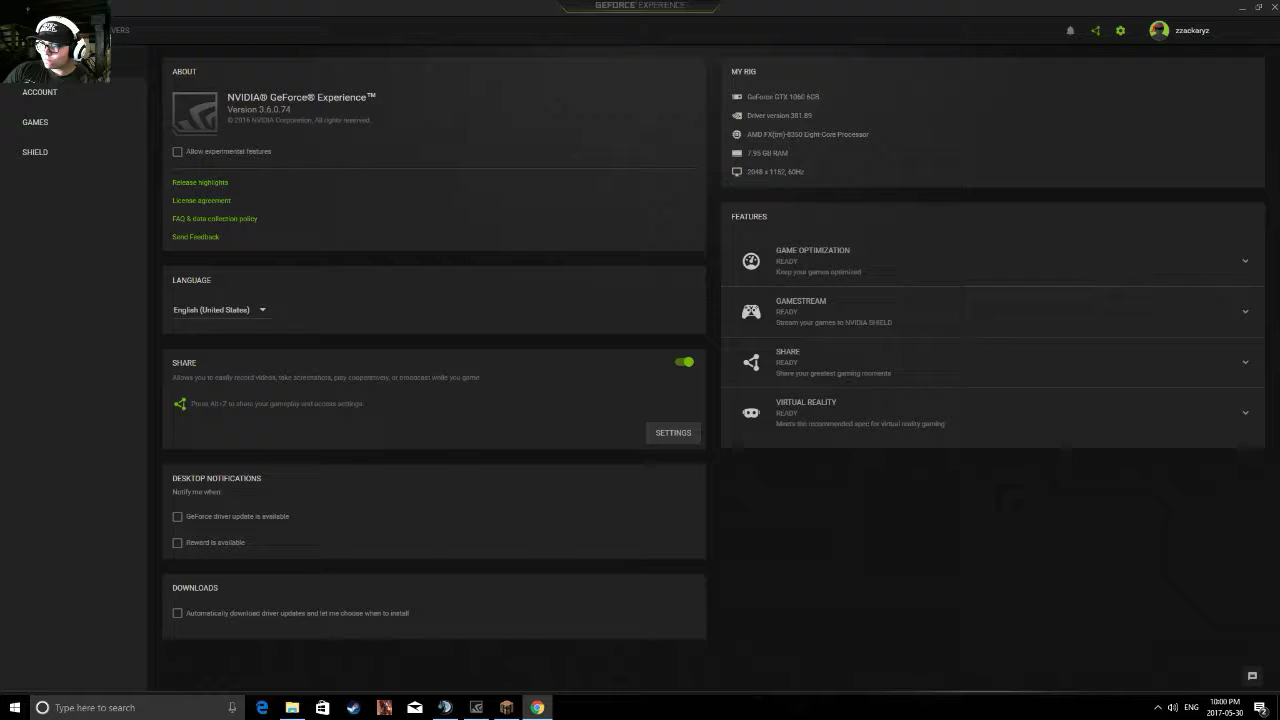 GEFORCE EXPERIENCE
VERS
zzackaryz
ACCOUNT
GAMES
SHIELD
ABOUT
NVIDIA® GeForce® Experience™
Version 3.6.0.74
© 2016 NVIDIA Corporation, All rights reserved.
Allow experimental features
Release highlights
License agreement
FAQ & data collection policy
Send Feedback
LANGUAGE
English (United States)
SHARE
Allows you to easily record videos, take screenshots, play cooperatively, or broadcast while you game
Press Alt+Z to share your gameplay and access settings.
SETTINGS
DESKTOP NOTIFICATIONS
Notify me when:
GeForce driver update is available
Reward is available
DOWNLOADS
Automatically download driver updates and let me choose when to install
MY RIG
GeForce GTX 1060 6GB
Driver version 381.89
AMD FX(tm)-8350 Eight-Core Processor
7.95 GB RAM
2048 x 1152, 60Hz
FEATURES
GAME OPTIMIZATION
READY
Keep your games optimized
GAMESTREAM
READY
Stream your games to NVIDIA SHIELD
SHARE
READY
Share your greatest gaming moments
VIRTUAL REALITY
READY
Meets the recommended spec for virtual reality gaming
Type here to search
ENG
10:00 PM
2017-05-30